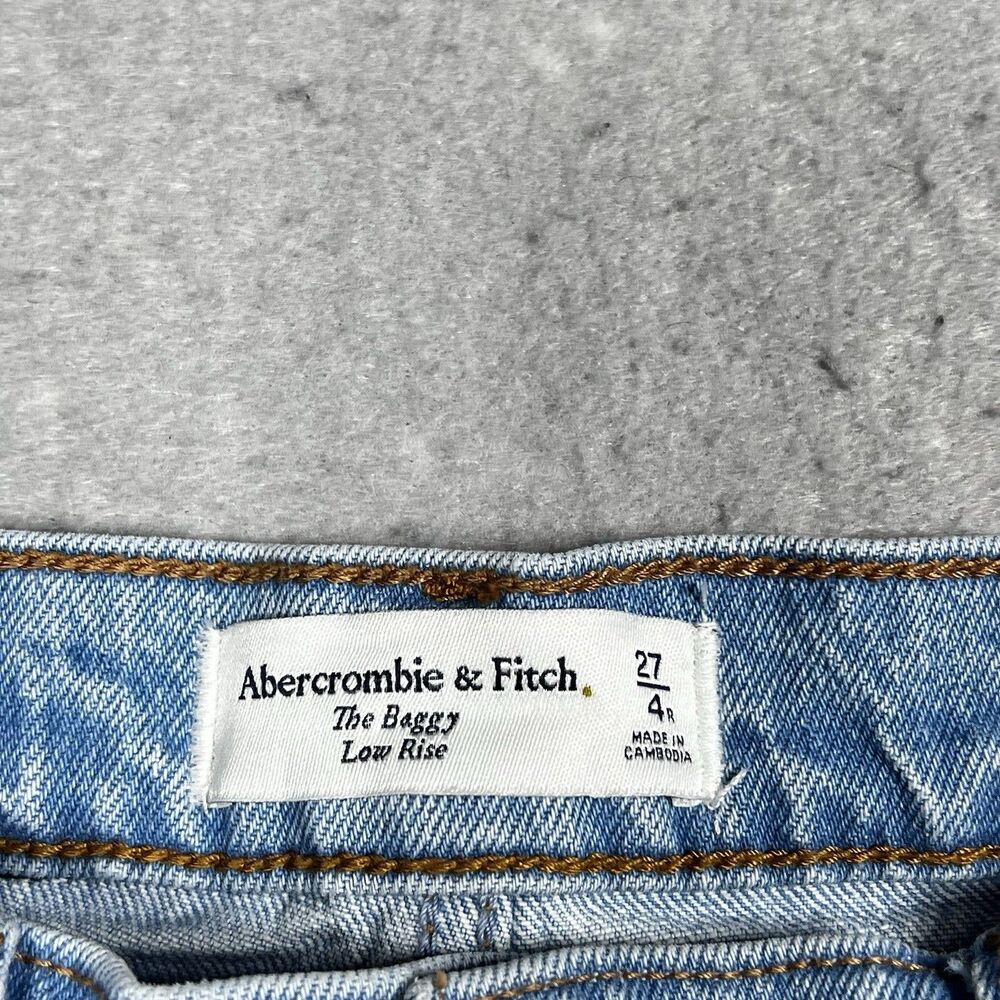 Abercrombie & Fitch.
The Baggy
Low Rise
27
4R
MADE IN
CAMBODIA